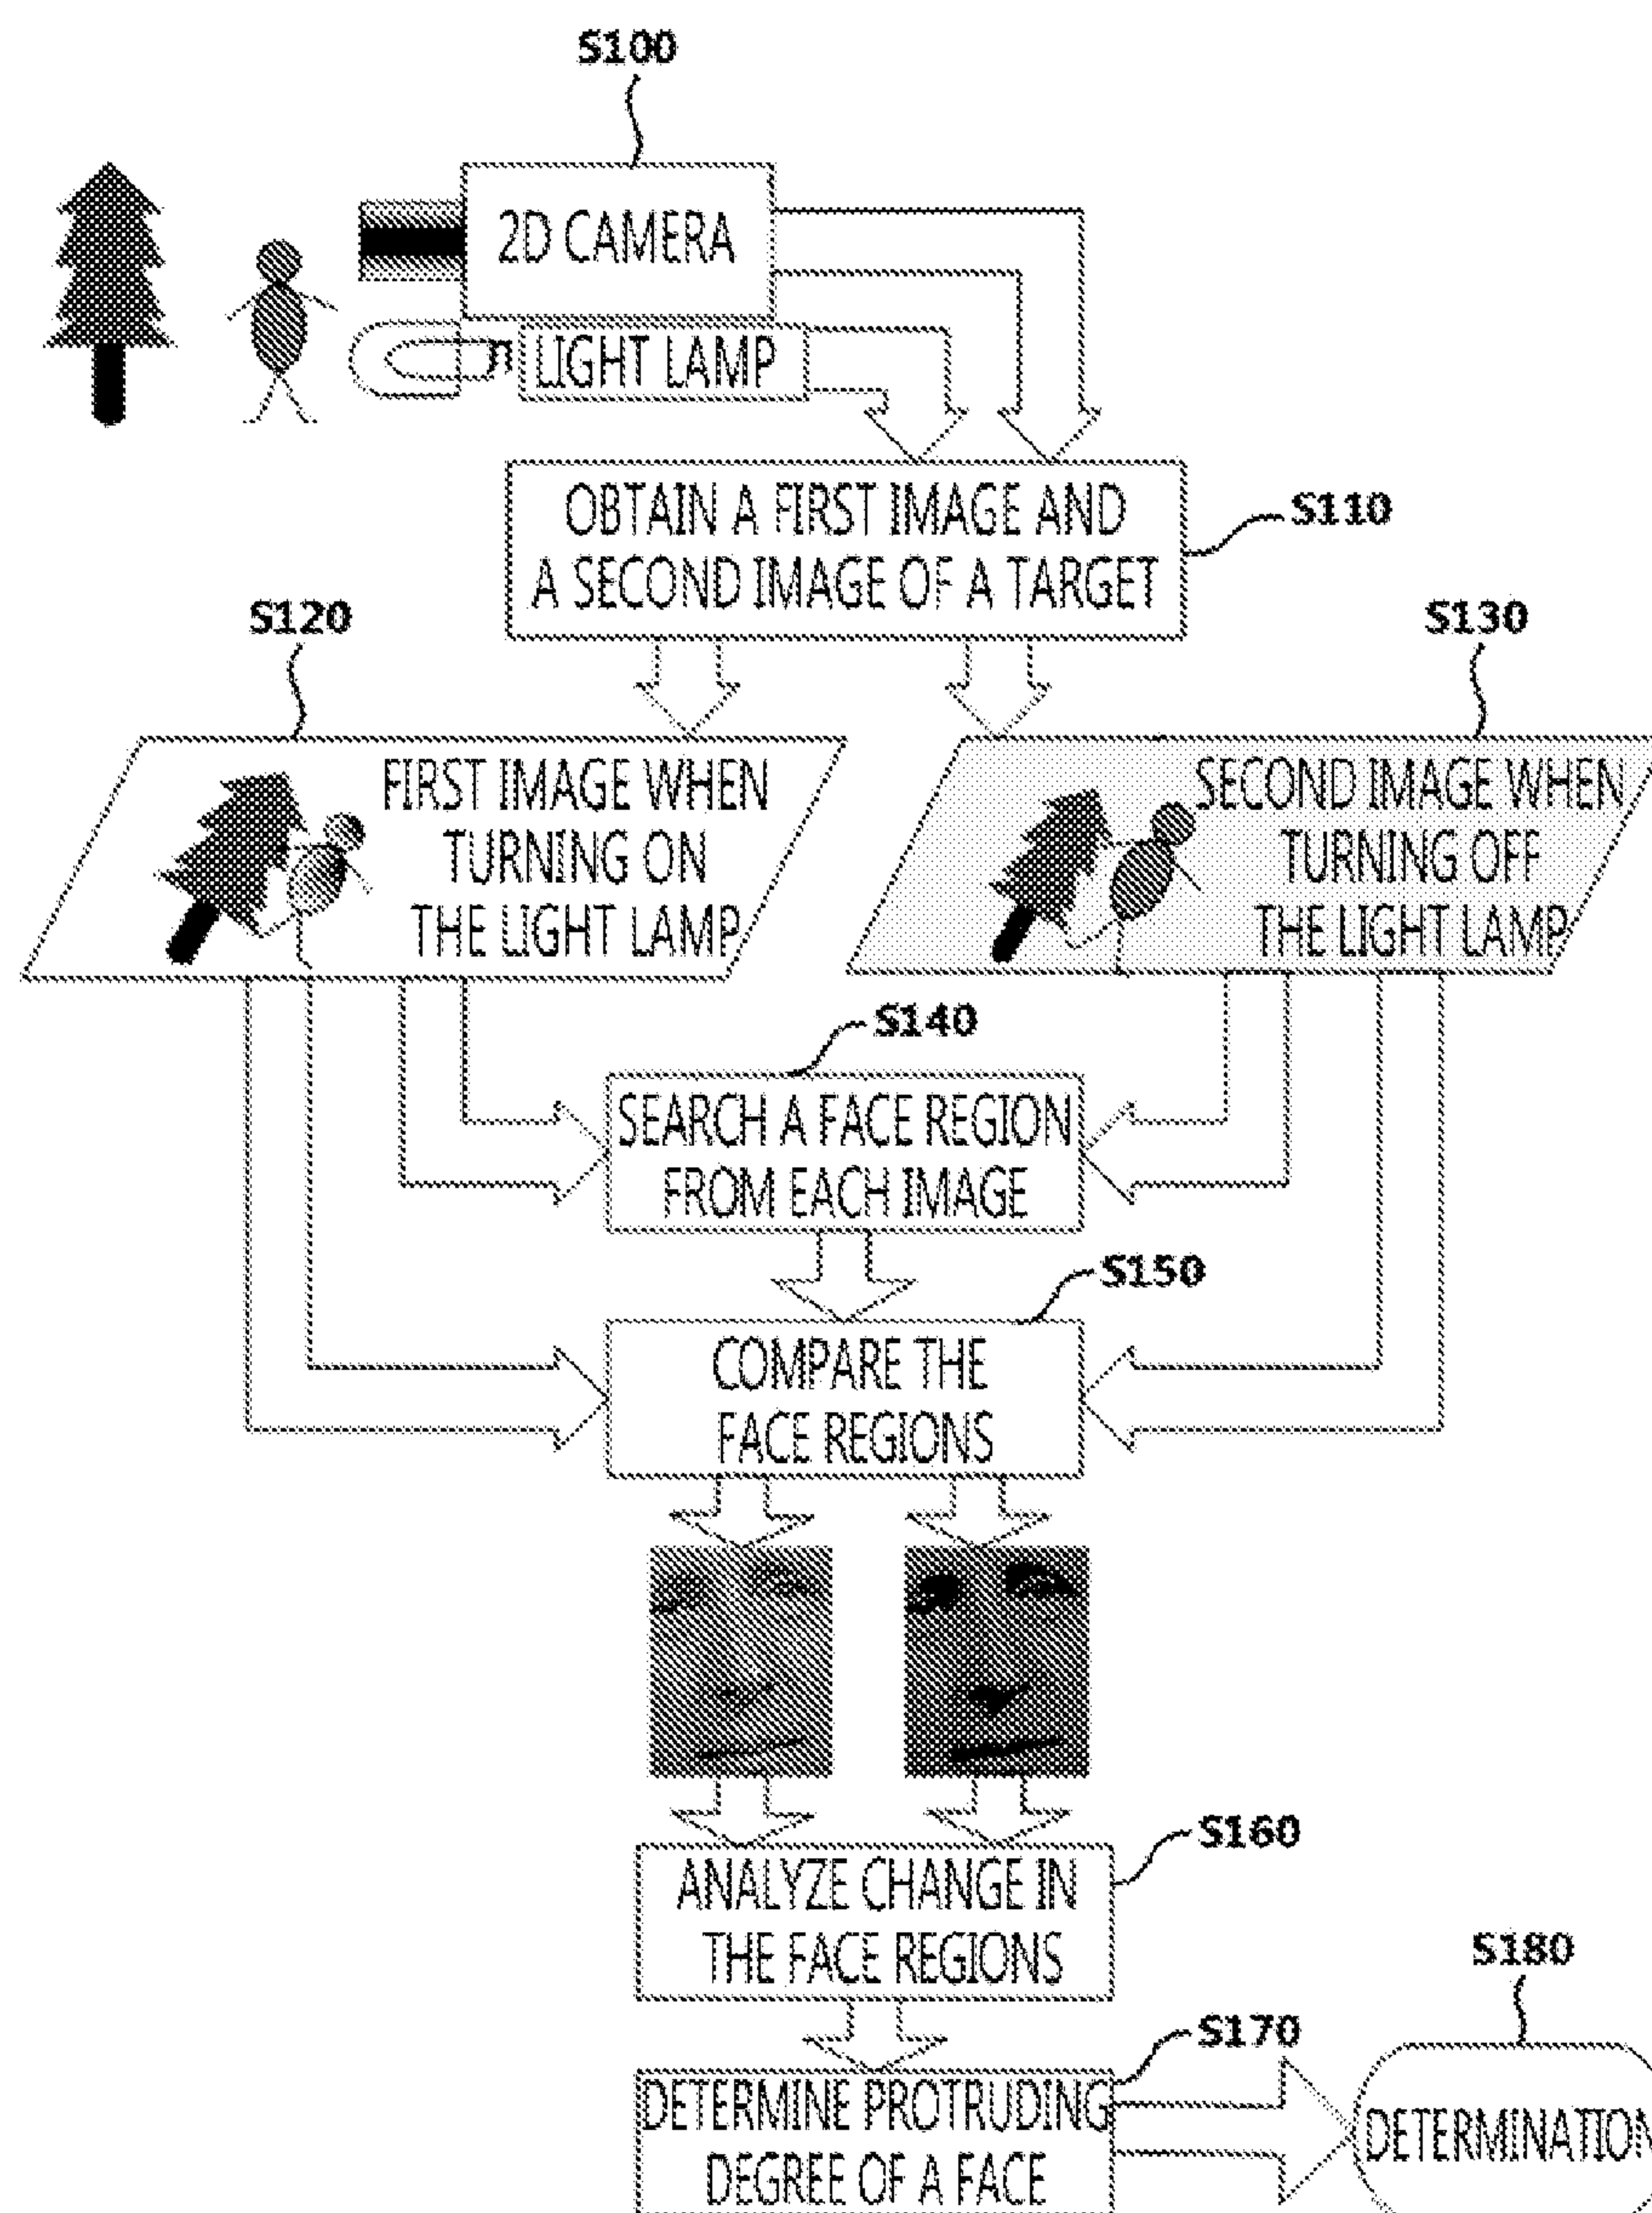 S100
2D CAMERA
LIGHT LAMP
OBTAIN A FIRST IMAGE AND
A SECOND IMAGE OF A TARGET
S110
S120
S130
FIRST IMAGE WHEN
TURNING ON
THE LIGHT LAMP
SECOND IMAGE WHEN
TURNING OFF
THE LIGHT LAMP
S140
SEARCH A FACE REGION
FROM EACH IMAGE
S150
COMPARE THE
FACE REGIONS
S160
ANALYZE CHANGE IN
THE FACE REGIONS
S180
S170
DETERMINE PROTRUDING
DEGREE OF A FACE
DETERMINATION